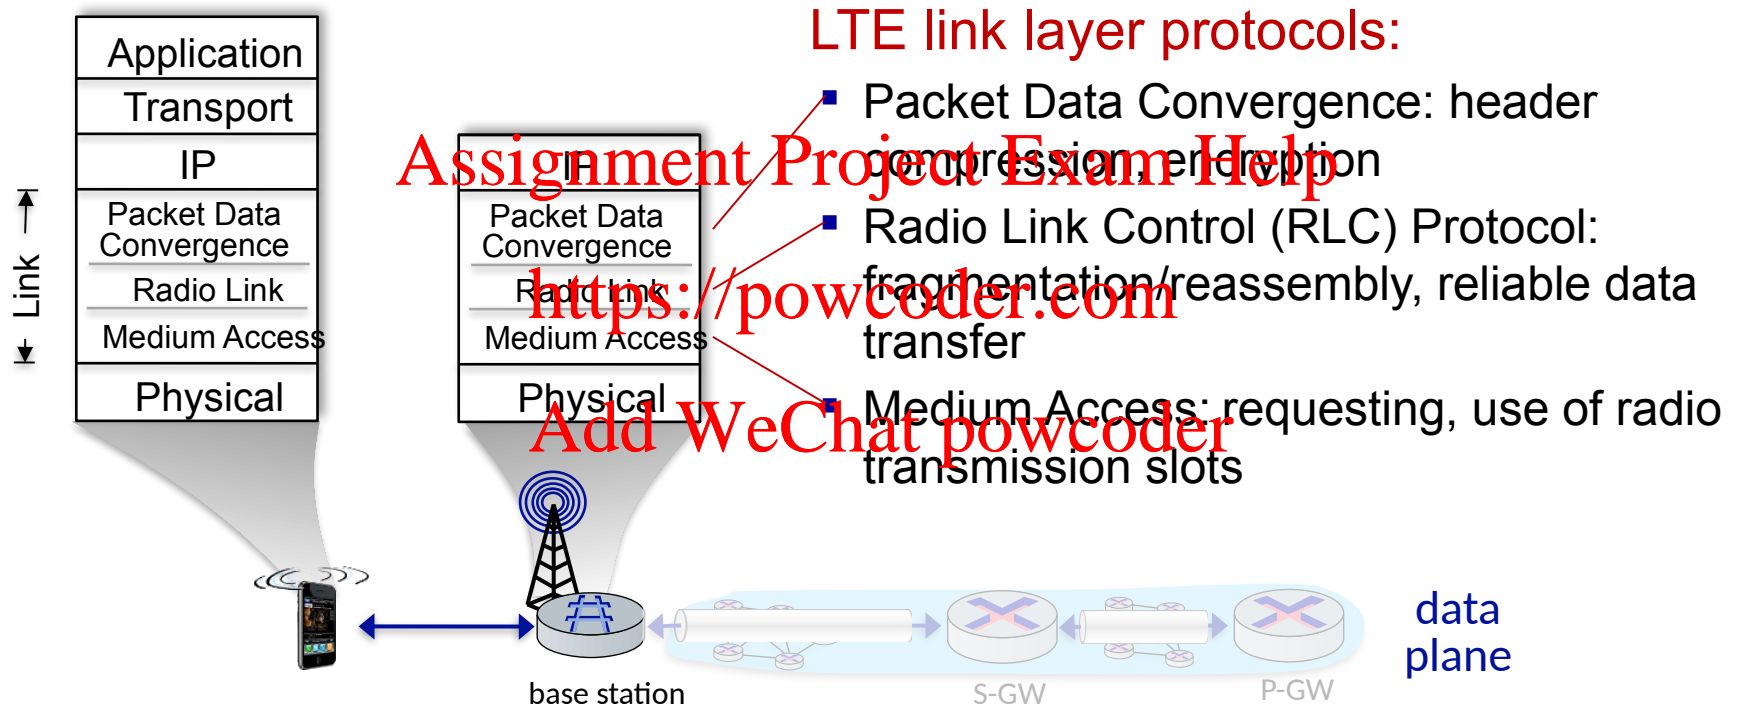 LTE link layer protocols:
Application
Transport
IP
Packet Data
Convergence
Radio Link
Medium Access
Physical
Link
IP
Packet Data
Convergence
Radio Link
Medium Access
Physical
Packet Data Convergence: header
compression, encryption
Radio Link Control (RLC) Protocol:
fragmentation/reassembly, reliable data
transfer
Medium Access: requesting, use of radio
transmission slots
Assignment Project Exam Help
https://powcoder.com
Add WeChat powcoder
base station
S-GW
P-GW
data
plane